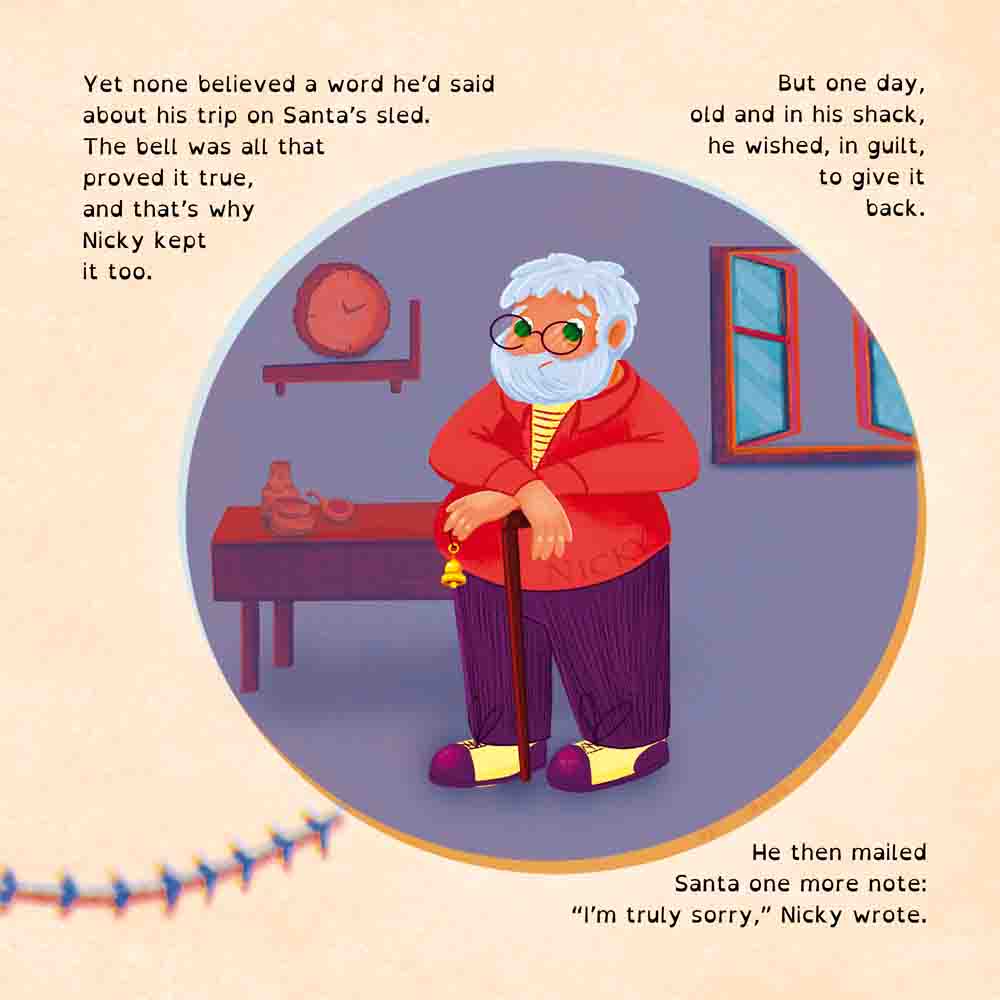 Yet none believed a word he’d said
about his trip on Santa’s sled.
The bell was all that
proved it true,
and that’s why
Nicky kept
it too.
But one day,
old and in his shack,
he wished, in guilt,
to give it
back.
NICKY
He then mailed
Santa one more note:
“I’m truly sorry,” Nicky wrote.